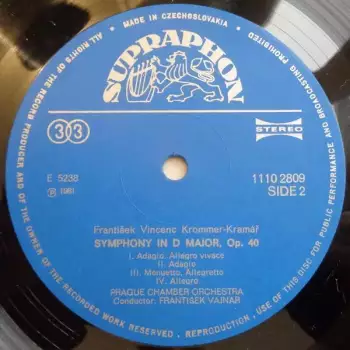 MADE IN CZECHOSLOVAKIA
ALL RIGHTS OF THE RECORD PRODUCER AND OF THE OWNER OF THE RECORDED WORK RESERVED . REPRODUCTION . USE OF THIS DISC FOR PUBLIC PERFORMANCE AND BROADCASTING PROHIBITED
SUPRAPHON
33
STEREO
E 5238
℗ 1981
1110 2809
SIDE 2
František Vincenc Krommer-Kramář
SYMPHONY IN D MAJOR, Op. 40
I. Adagio. Allegro vivace
II. Adagio
III. Menuetto. Allegretto
IV. Allegro
PRAGUE CHAMBER ORCHESTRA
Conductor: FRANTIŠEK VAJNAR